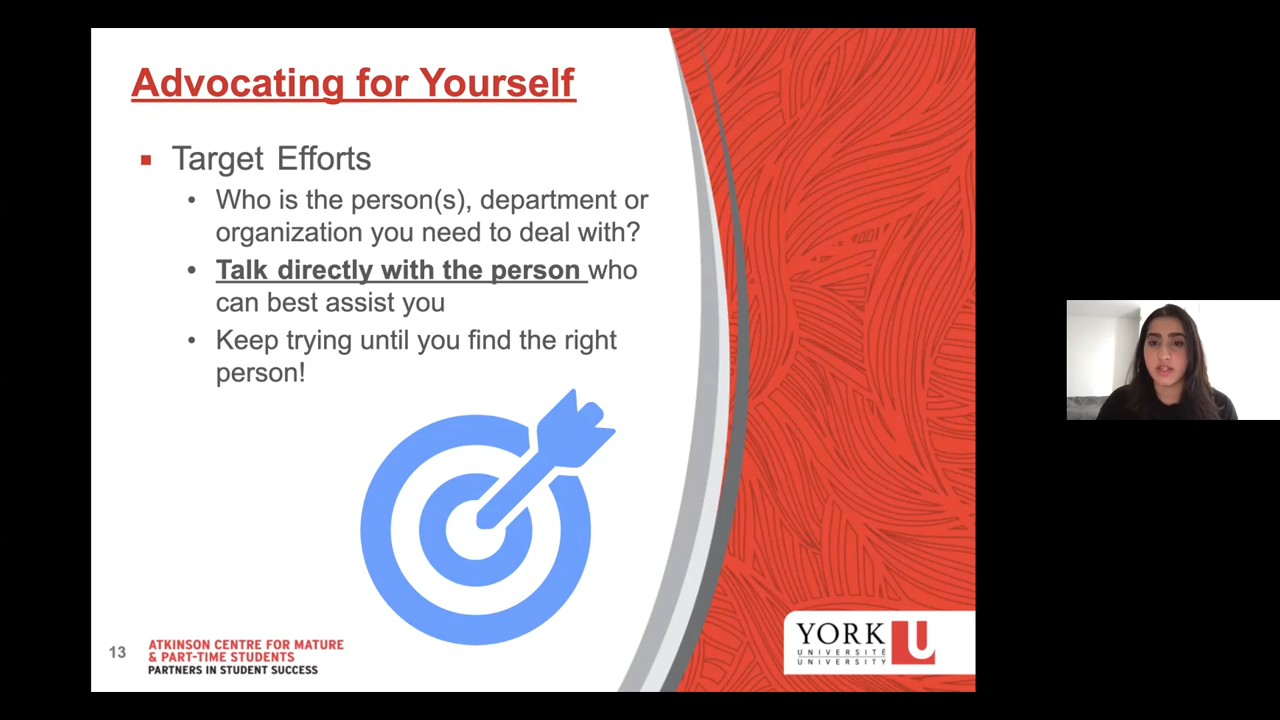 Advocating for Yourself
Target Efforts
Who is the person(s), department or
organization you need to deal with?
Talk directly with the person who
can best assist you
Keep trying until you find the right
person!
13
ATKINSON CENTRE FOR MATURE
& PART-TIME STUDENTS
PARTNERS IN STUDENT SUCCESS
YORK U
UNIVERSITÉ
UNIVERSITY